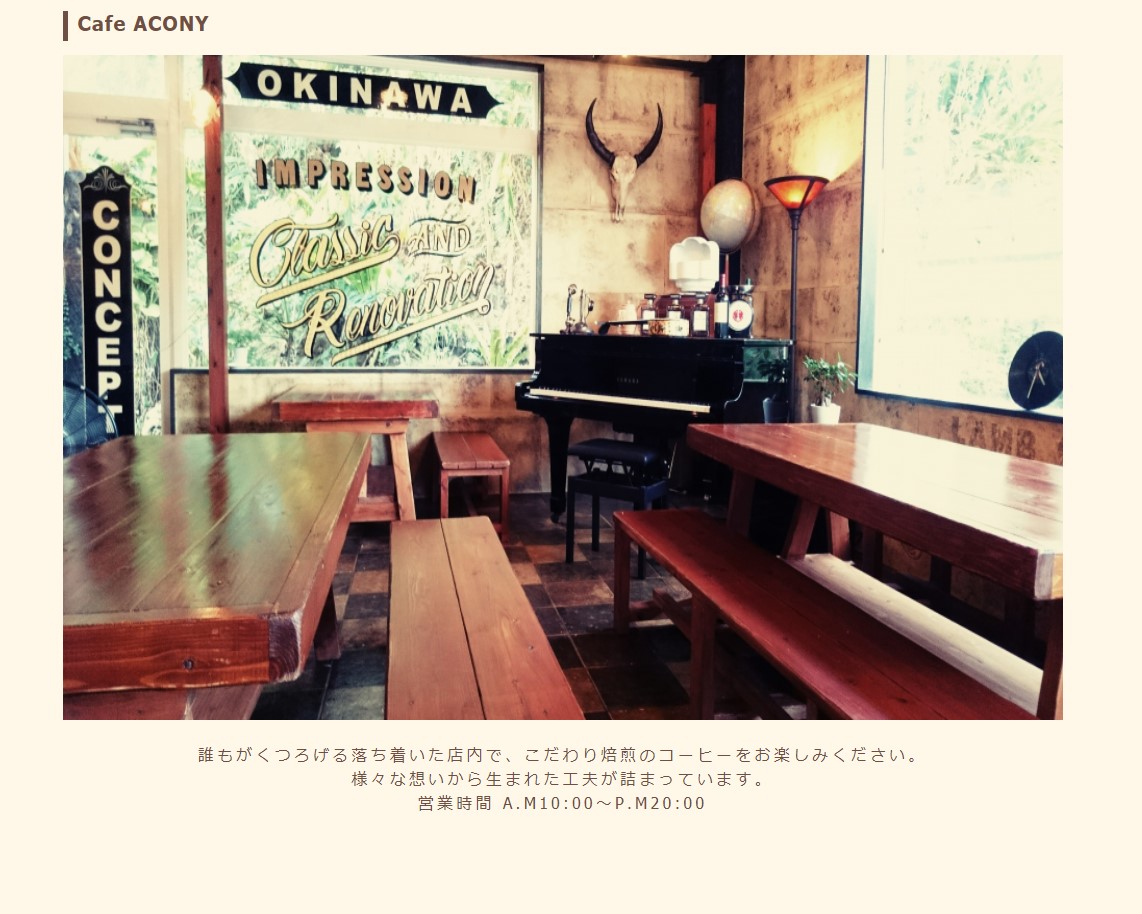 Cafe ACONY
OKINAWA
CONCEPT
IMPRESSION
Classic AND
Renovation
YAMAHA
誰もがくつろげる落ち着いた店内で、こだわり焙煎のコーヒーをお楽しみください。
様々な想いから生まれた工夫が詰まっています。
営業時間 A.M10:00～P.M20:00